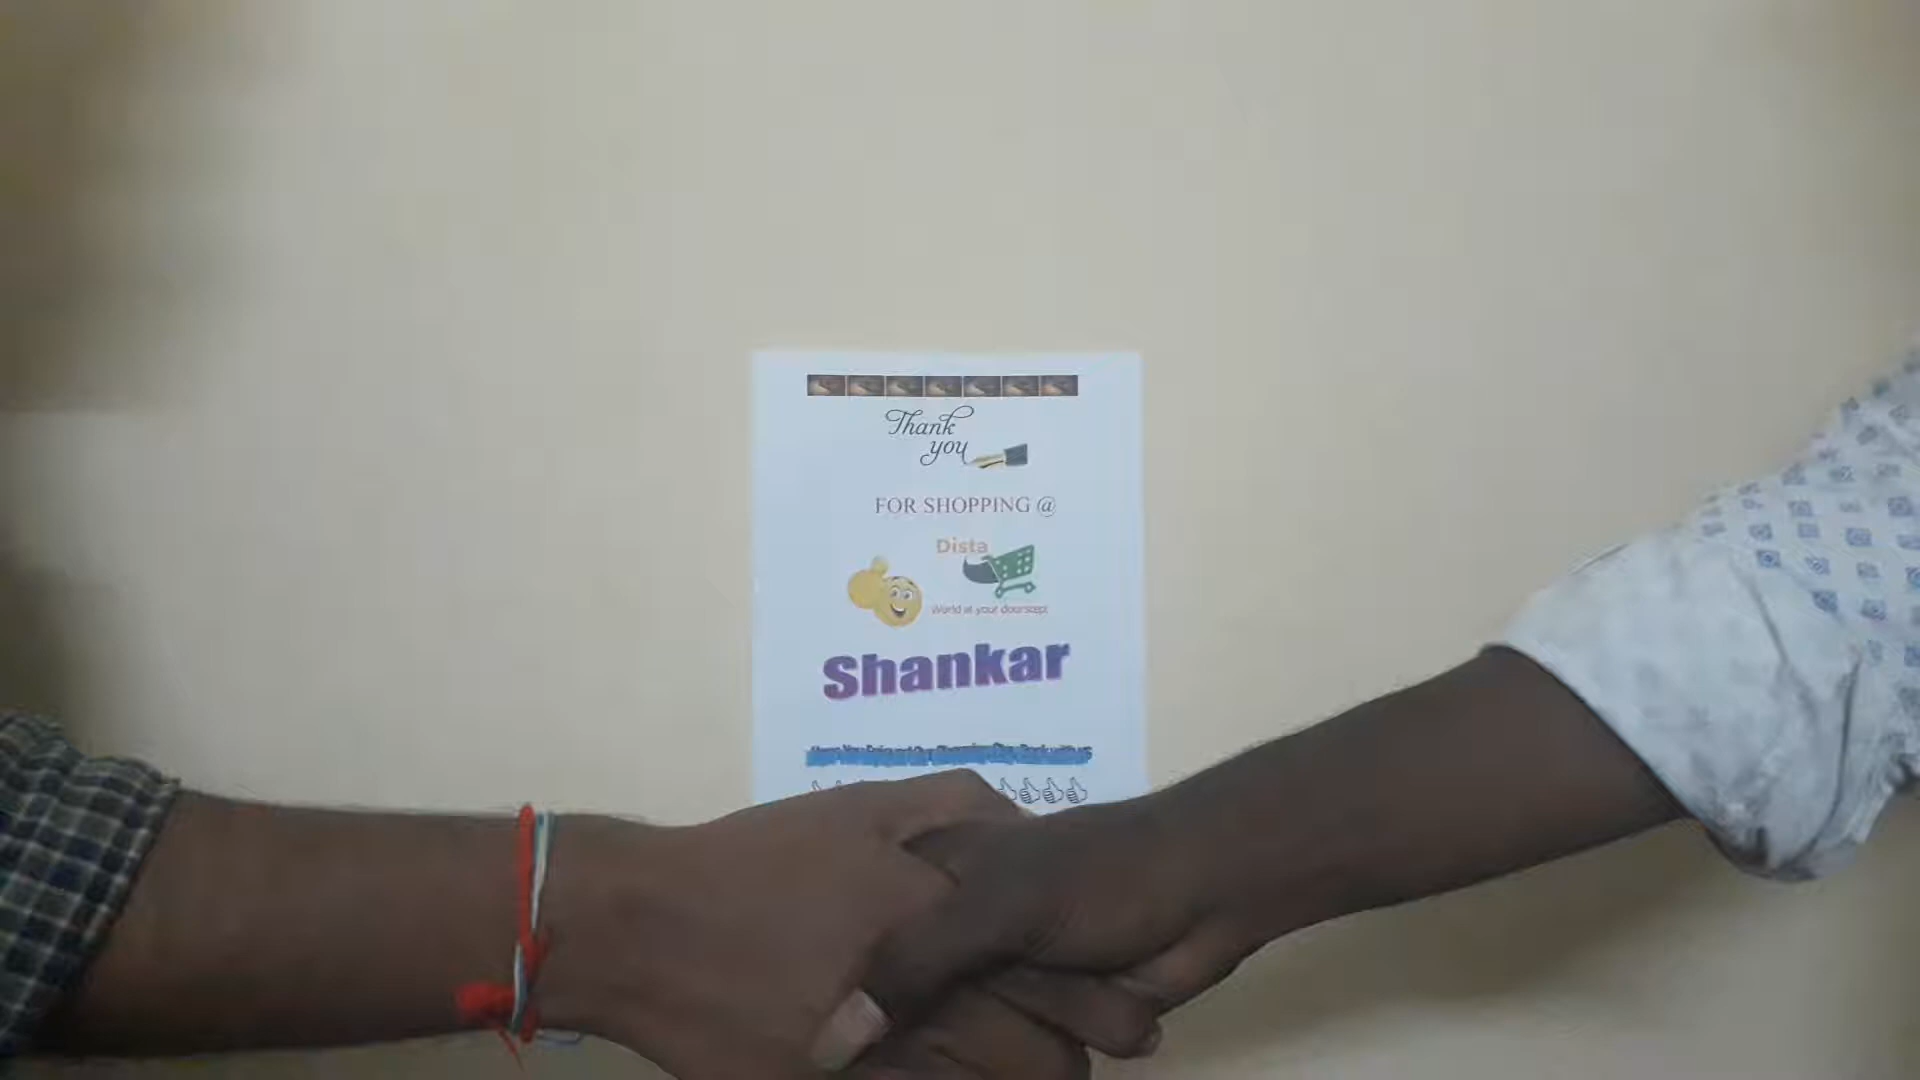 Thank
you
FOR SHOPPING @
Dista
World at your doorstep
Shankar